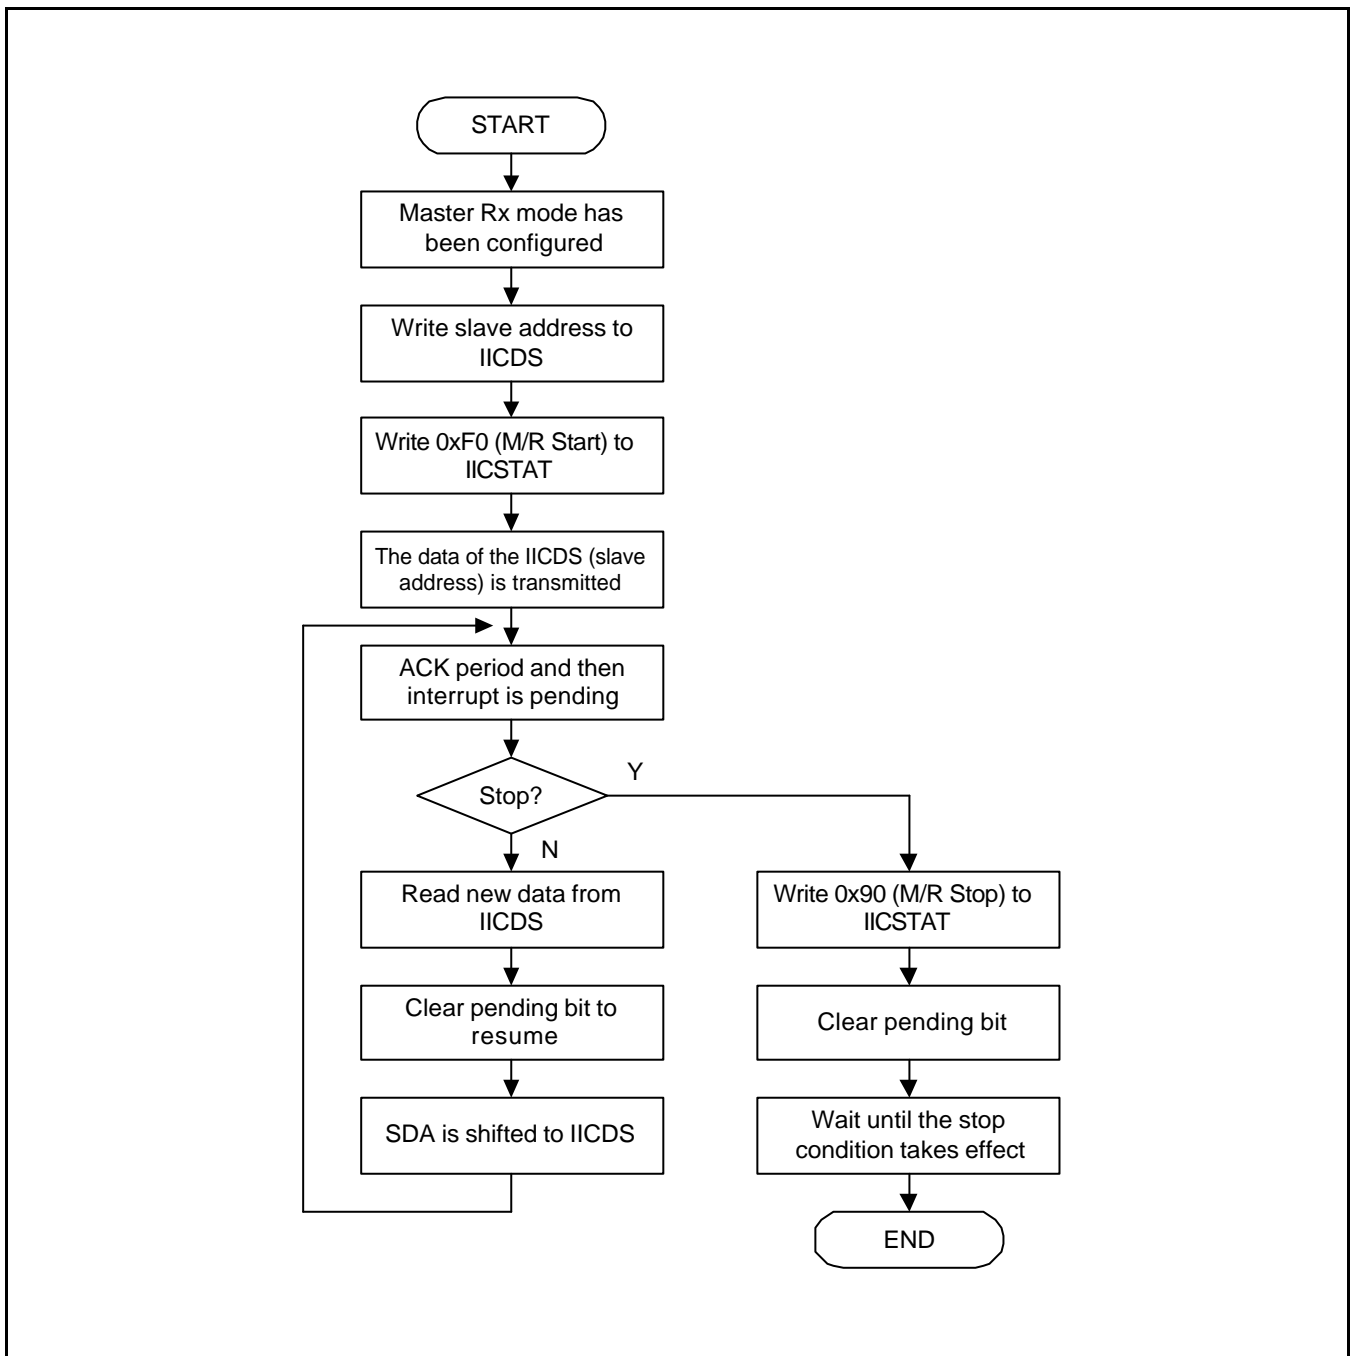 START
Master Rx mode has
been configured
Write slave address to
IICDS
Write 0xF0 (M/R Start) to
IICSTAT
The data of the IICDS (slave
address) is transmitted
ACK period and then
interrupt is pending
Stop?
Y
N
Read new data from
IICDS
Clear pending bit to
resume
SDA is shifted to IICDS
Write 0x90 (M/R Stop) to
IICSTAT
Clear pending bit
Wait until the stop
condition takes effect
END